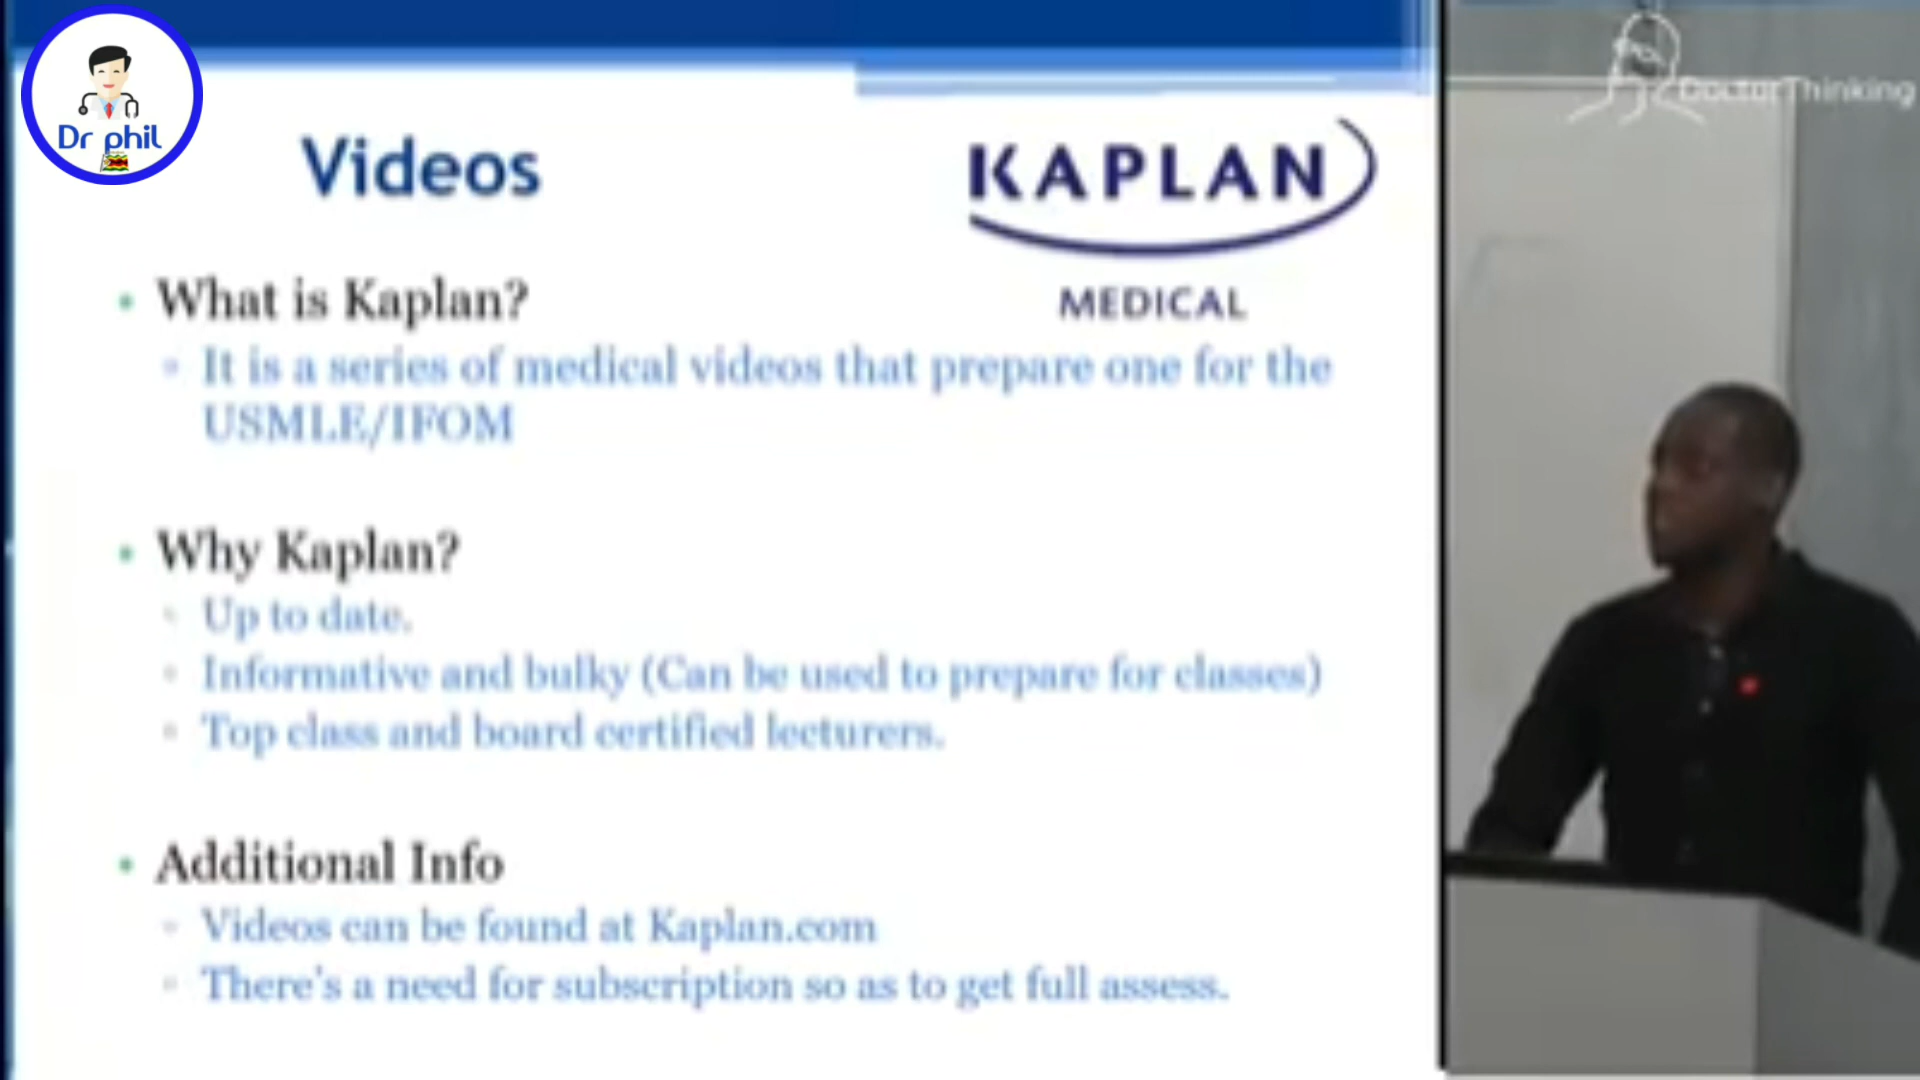 Dr phil
DoctorThinking
Videos
KAPLAN
MEDICAL
• What is Kaplan?
▫ It is a series of medical videos that prepare one for the
USMLE/IFOM
• Why Kaplan?
▫ Up to date.
▫ Informative and bulky (Can be used to prepare for classes)
▫ Top class and board certified lecturers.
• Additional Info
▫ Videos can be found at Kaplan.com
▫ There's a need for subscription so as to get full assess.